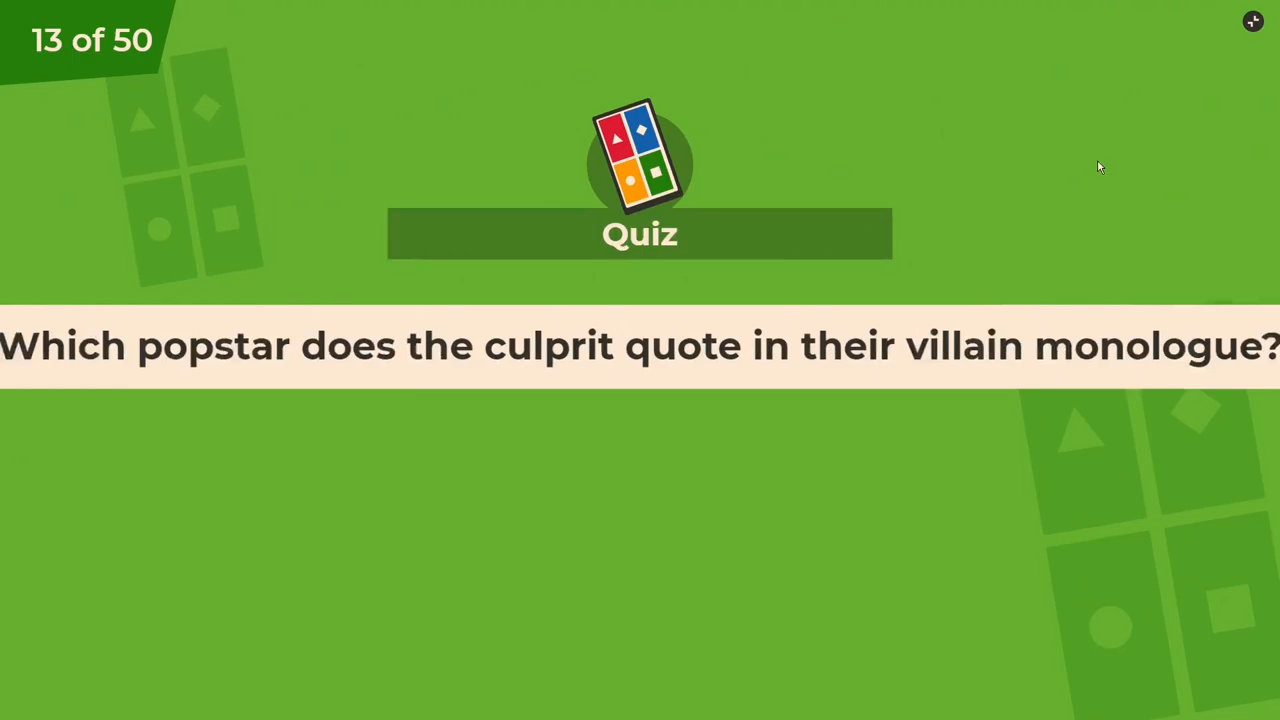 13 of 50
Quiz
Which popstar does the culprit quote in their villain monologue?